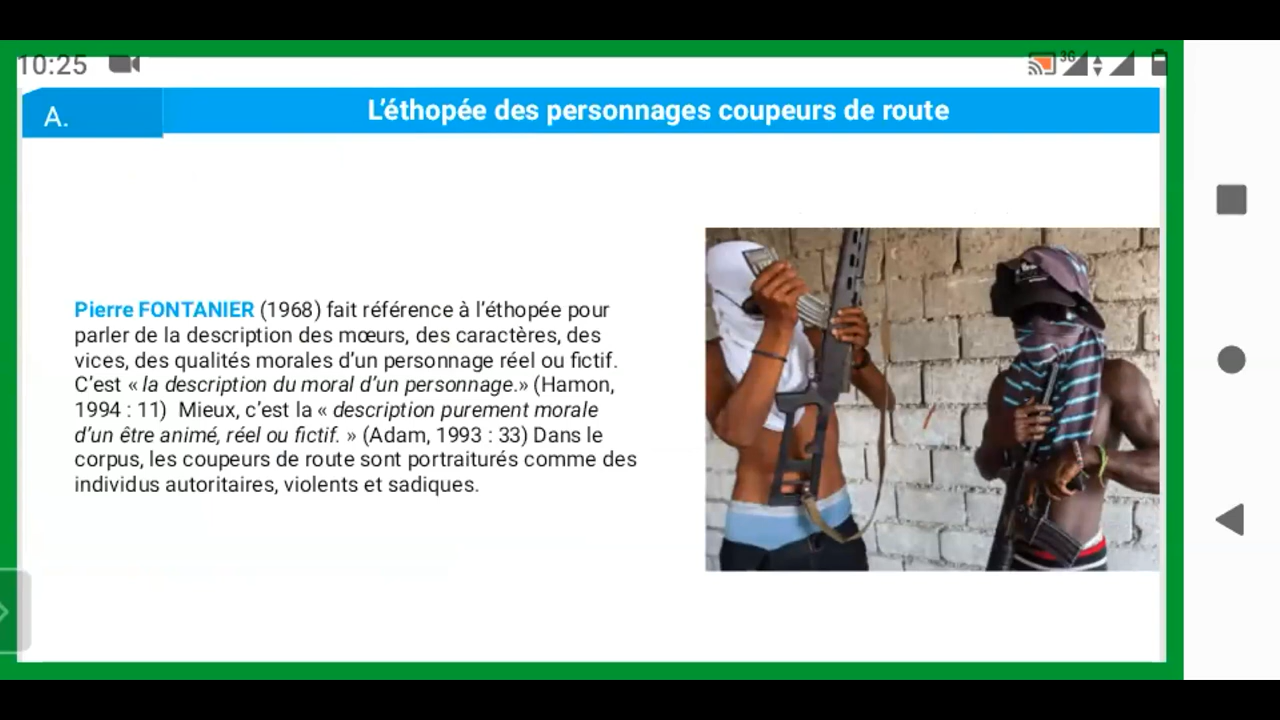 10:25
3G
A.
L’éthopée des personnages coupeurs de route
Pierre FONTANIER (1968) fait référence à l’éthopée pour
parler de la description des mœurs, des caractères, des
vices, des qualités morales d’un personnage réel ou fictif.
C’est « la description du moral d’un personnage.» (Hamon,
1994 : 11) Mieux, c’est la « description purement morale
d’un être animé, réel ou fictif. » (Adam, 1993 : 33) Dans le
corpus, les coupeurs de route sont portraiturés comme des
individus autoritaires, violents et sadiques.